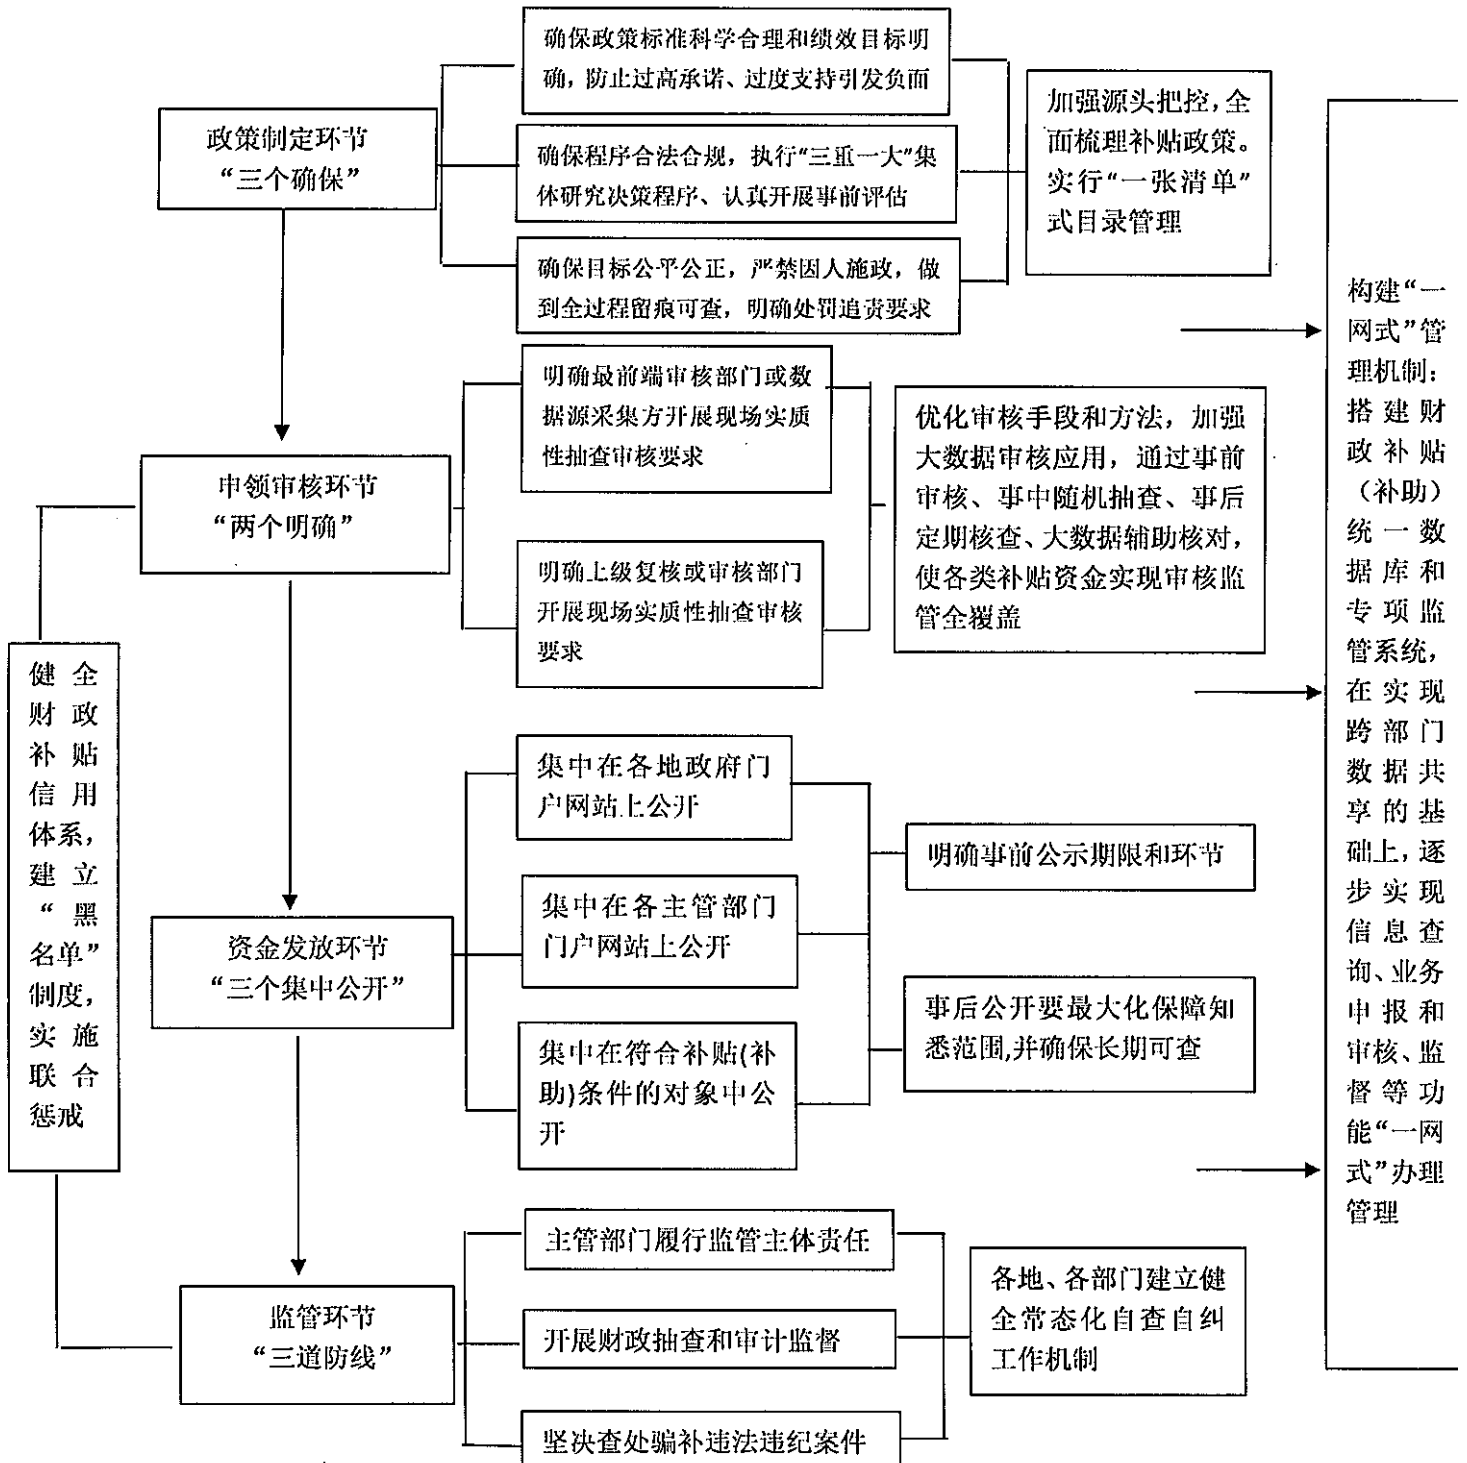 确保政策标准科学合理和绩效目标明
确，防止过高承诺、过度支持引发负面
政策制定环节
“三个确保”
确保程序合法合规，执行“三重一大”集
体研究决策程序、认真开展事前评估
确保目标公平公正，严禁因人施政，做
到全过程留痕可查，明确处罚追责要求
加强源头把控，全
面梳理补贴政策。
实行“一张清单”
式目录管理
申领审核环节
“两个明确”
明确最前端审核部门或数
据源采集方开展现场实质
性抽查审核要求
明确上级复核或审核部门
开展现场实质性抽查审核
要求
优化审核手段和方法，加强
大数据审核应用，通过事前
审核、事中随机抽查、事后
定期核查、大数据辅助核对，
使各类补贴资金实现审核监
管全覆盖
健全
财政
补贴
信用
体系，
建立
“黑
名单”
制度，
实施
联合
惩戒
资金发放环节
“三个集中公开”
集中在各地政府门
户网站上公开
集中在各主管部门
门户网站上公开
集中在符合补贴(补
助)条件的对象中公
开
明确事前公示期限和环节
事后公开要最大化保障知
悉范围,并确保长期可查
监管环节
“三道防线”
主管部门履行监管主体责任
开展财政抽查和审计监督
坚决查处骗补违法违纪案件
各地、各部门建立健
全常态化自查自纠
工作机制
构建“一
网式”管
理机制：
搭建财
政补贴
（补助）
统一数
据库和
专项监
管系统，
在实现
跨部门
数据共
享的基
础上，逐
步实现
信息查
询、业务
申报和
审核、监
督等功
能“一网
式”办理
管理